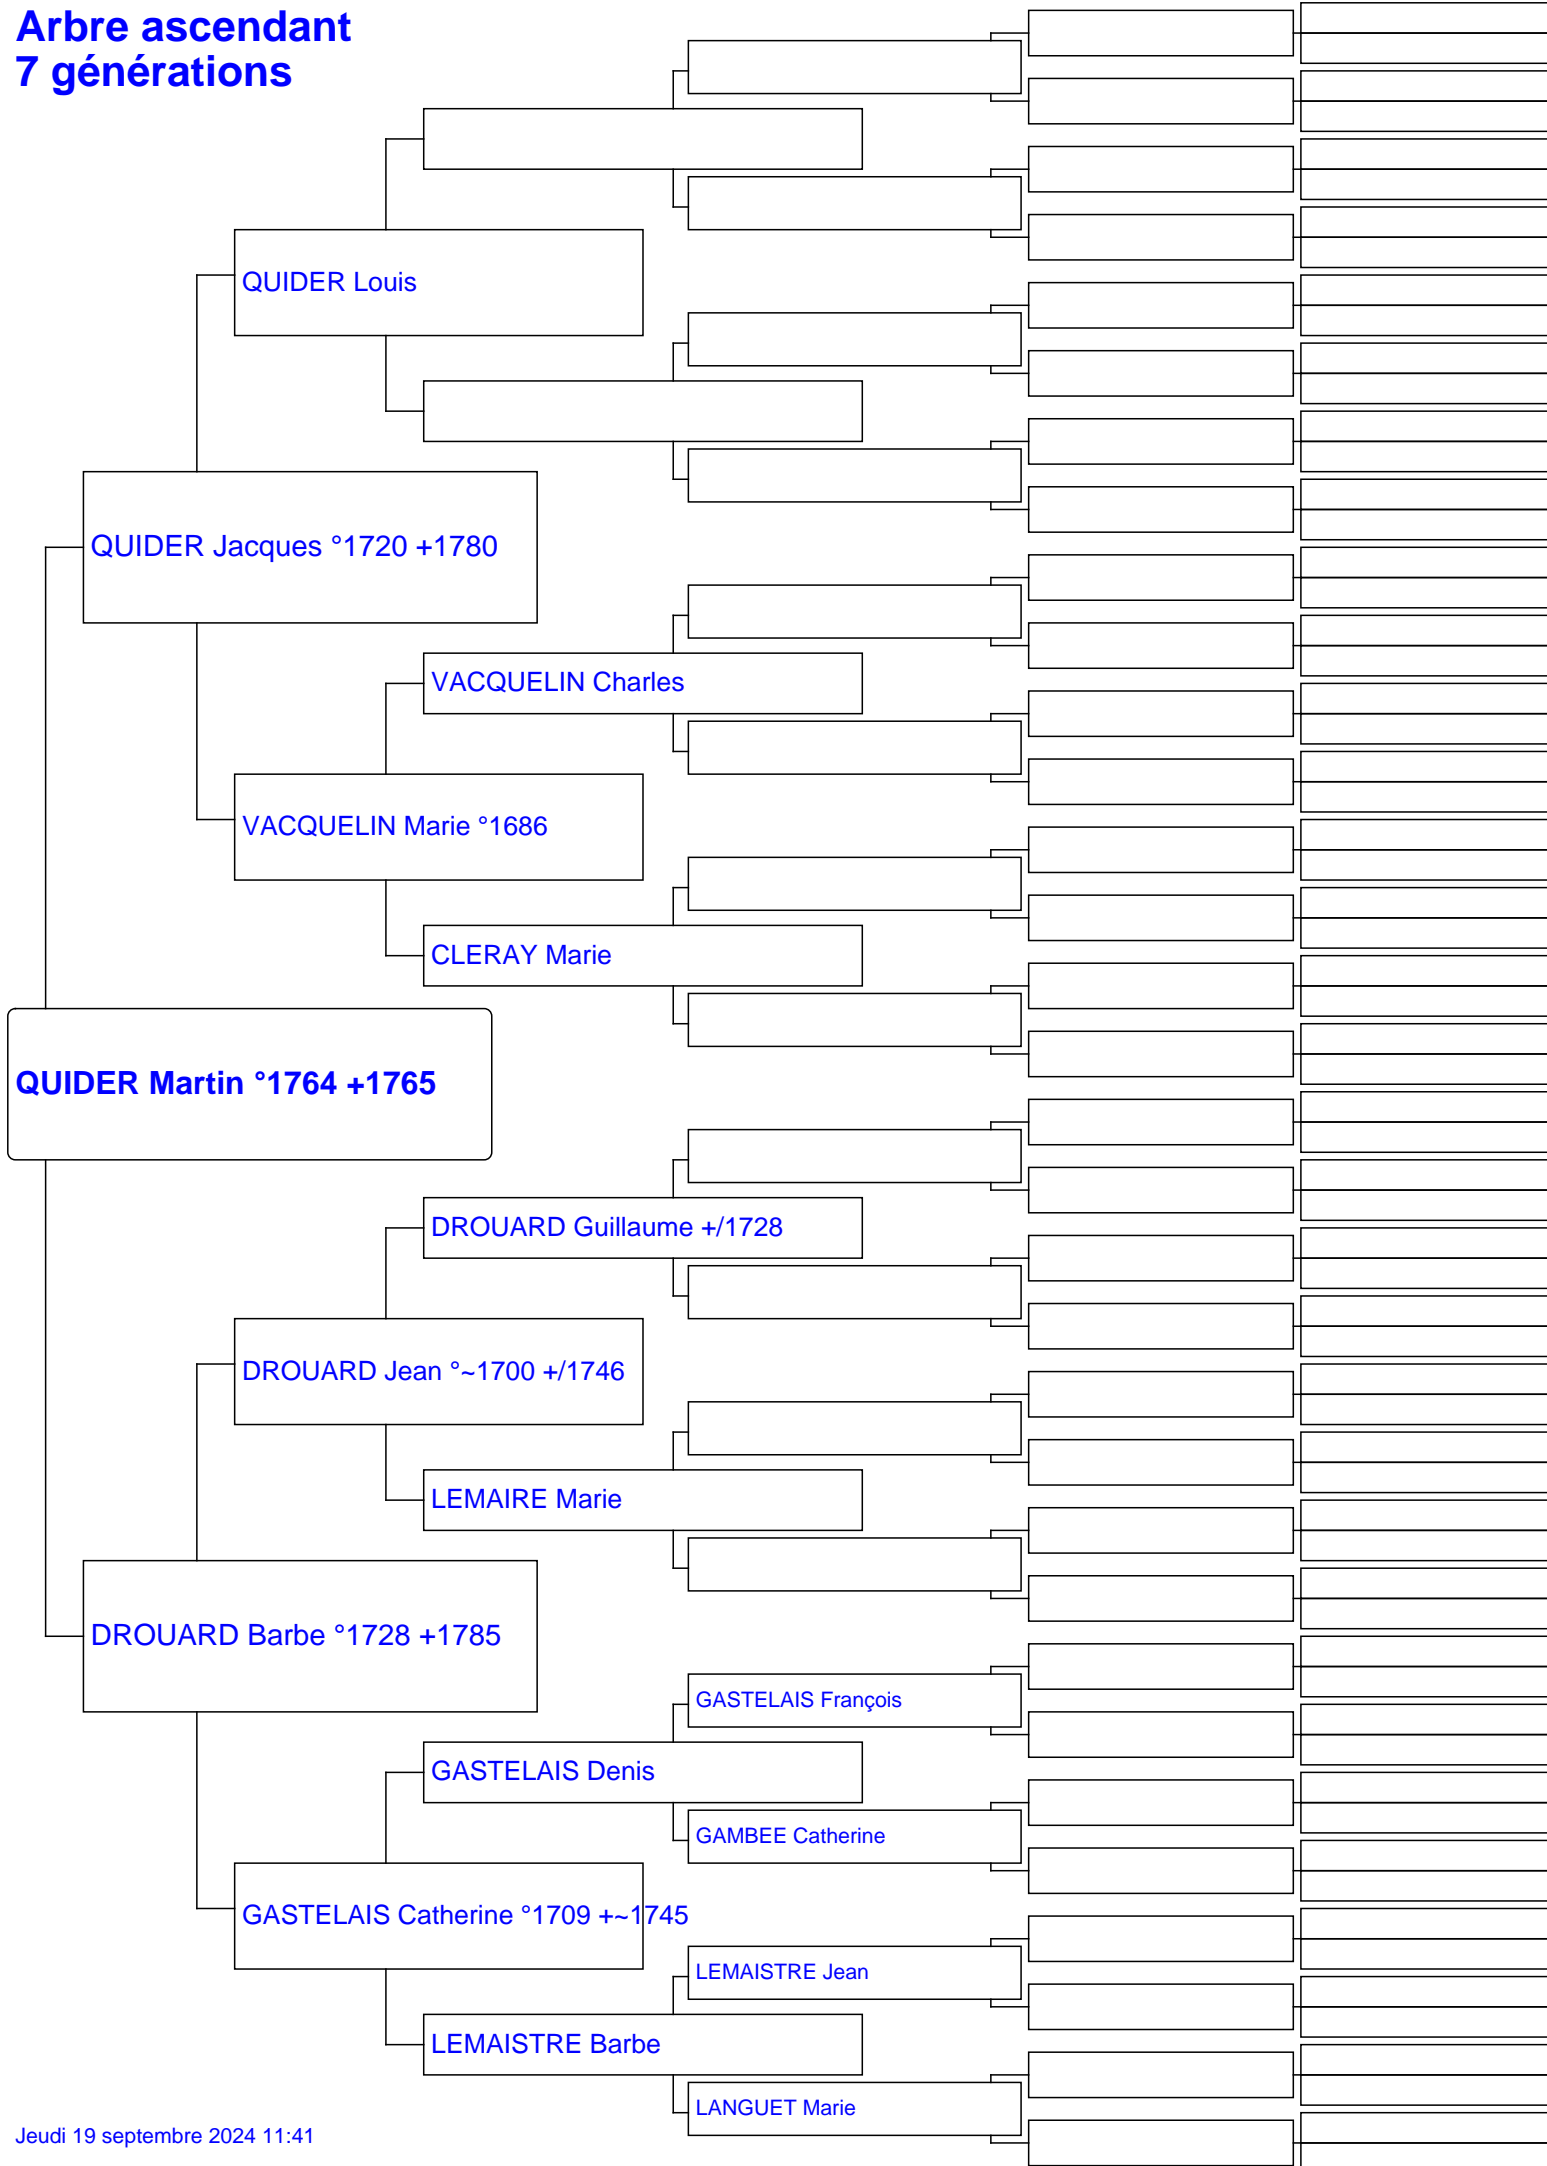 Arbre ascendant
7 générations
QUIDER Louis
QUIDER Jacques °1720 +1780
VACQUELIN Charles
VACQUELIN Marie °1686
CLERAY Marie
QUIDER Martin °1764 +1765
DROUARD Guillaume +/1728
DROUARD Jean °~1700 +/1746
LEMAIRE Marie
DROUARD Barbe °1728 +1785
GASTELAIS François
GASTELAIS Denis
GAMBEE Catherine
GASTELAIS Catherine °1709 +~1745
LEMAISTRE Jean
LEMAISTRE Barbe
LANGUET Marie
Jeudi 19 septembre 2024 11:41